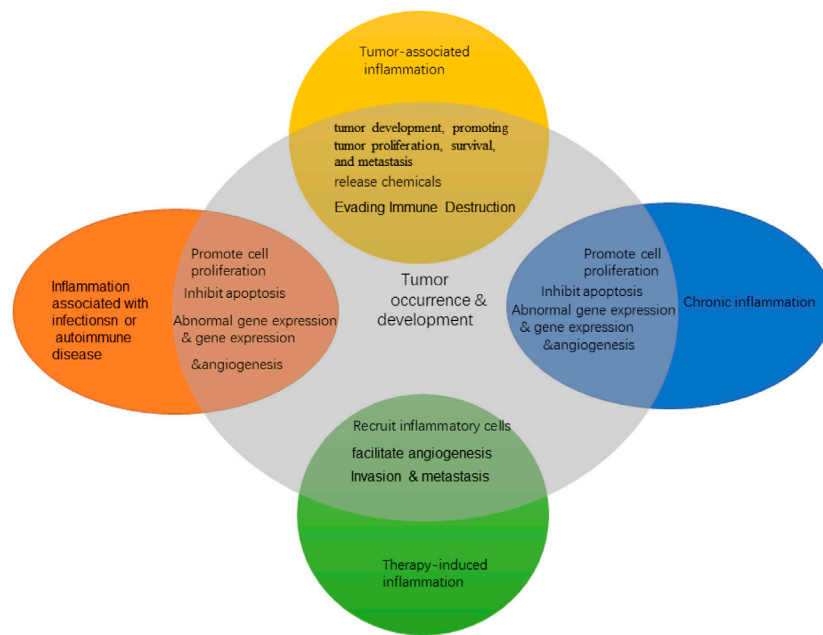 Tumor-associated
inflammation
tumor development, promoting
tumor proliferation, survival,
and metastasis
release chemicals
Evading Immune Destruction
Inflammation
associated with
infectionsn or
autoimmune
disease
Promote cell
proliferation
Inhibit apoptosis
Abnormal gene expression
& gene expression
&angiogenesis
Tumor
occurrence &
development
Promote cell
proliferation
Inhibit apoptosis
Abnormal gene expression
& gene expression
&angiogenesis
Chronic inflammation
Recruit inflammatory cells
facilitate angiogenesis
Invasion & metastasis
Therapy-induced
inflammation